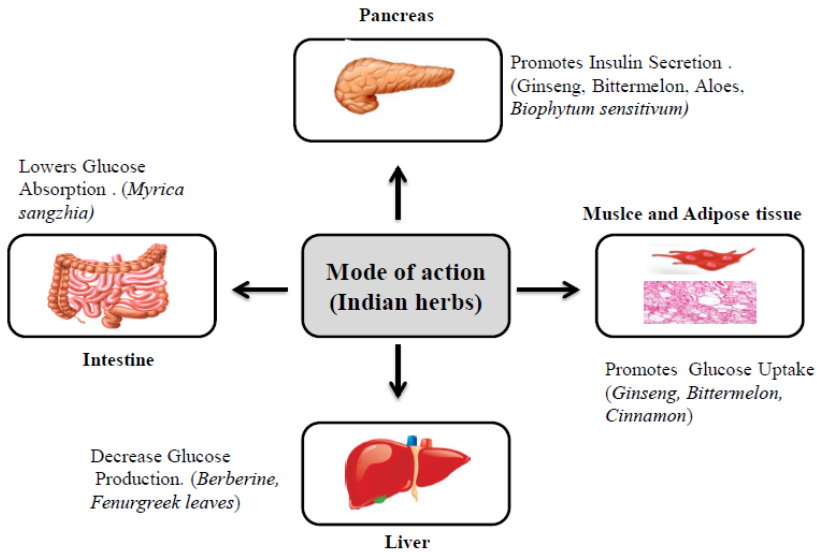 Pancreas
Promotes Insulin Secretion .
(Ginseng, Bittermelon, Aloes,
Biophytum sensitivum)
Lowers Glucose
Absorption . (Myrica
sangzhia)
Intestine
Mode of action
(Indian herbs)
Muslce and Adipose tissue
Promotes Glucose Uptake
(Ginseng, Bittermelon,
Cinnamon)
Decrease Glucose
Production. (Berberine,
Fenurgreek leaves)
Liver